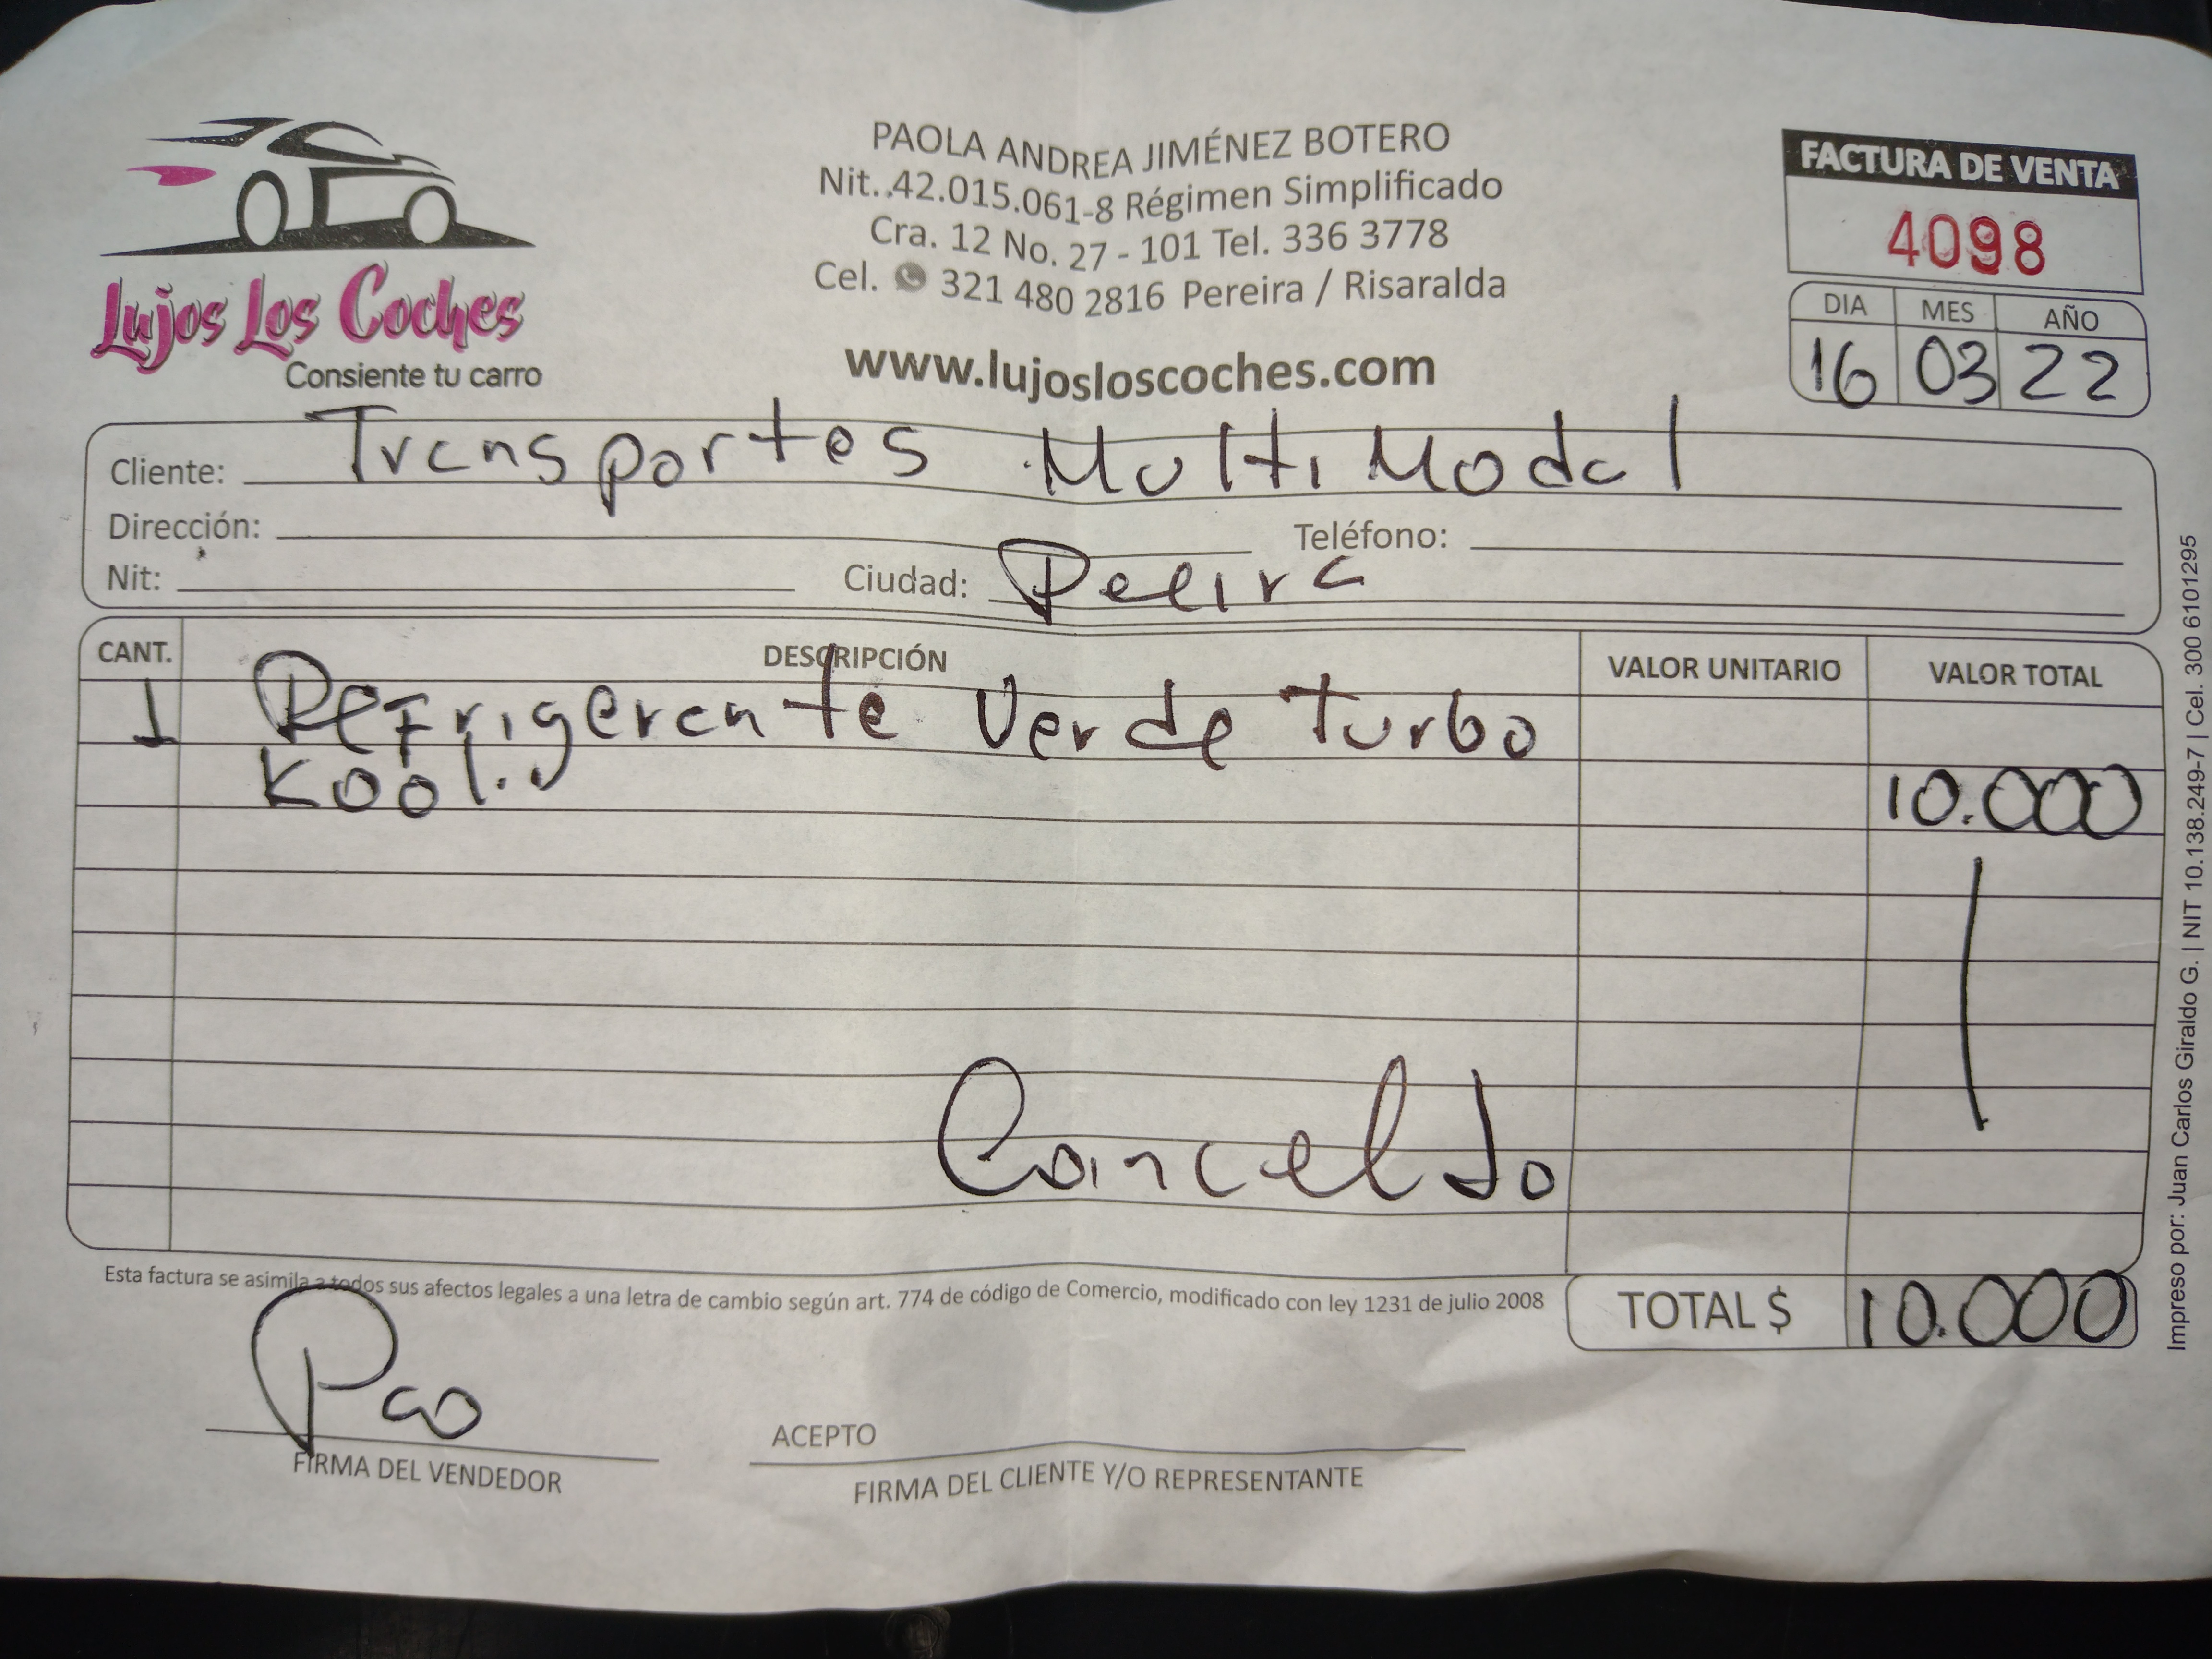 Lujos Los Coches
Consiente tu carro
PAOLA ANDREA JIMÉNEZ BOTERO
Nit..42.015.061-8 Régimen Simplificado
Cra. 12 No. 27 - 101 Tel. 336 3778
Cel. 321 480 2816 Pereira / Risaralda
www.lujosloscoches.com
FACTURA DE VENTA
4098
DIA MES AÑO
16 03 22
Cliente: Transportes MultiModal
Dirección: Teléfono:
Nit: Ciudad: Pereira
CANT. DESCRIPCIÓN VALOR UNITARIO VALOR TOTAL
1 Refrigerante Verde Turbo
Kool. 10.000
Canceldo
Esta factura se asimila a todos sus afectos legales a una letra de cambio según art. 774 de código de Comercio, modificado con ley 1231 de julio 2008
TOTAL $ 10.000
Pao
FIRMA DEL VENDEDOR
ACEPTO
FIRMA DEL CLIENTE Y/O REPRESENTANTE
Impreso por: Juan Carlos Giraldo G. | NIT 10.138.249-7 | Cel. 300 6101295